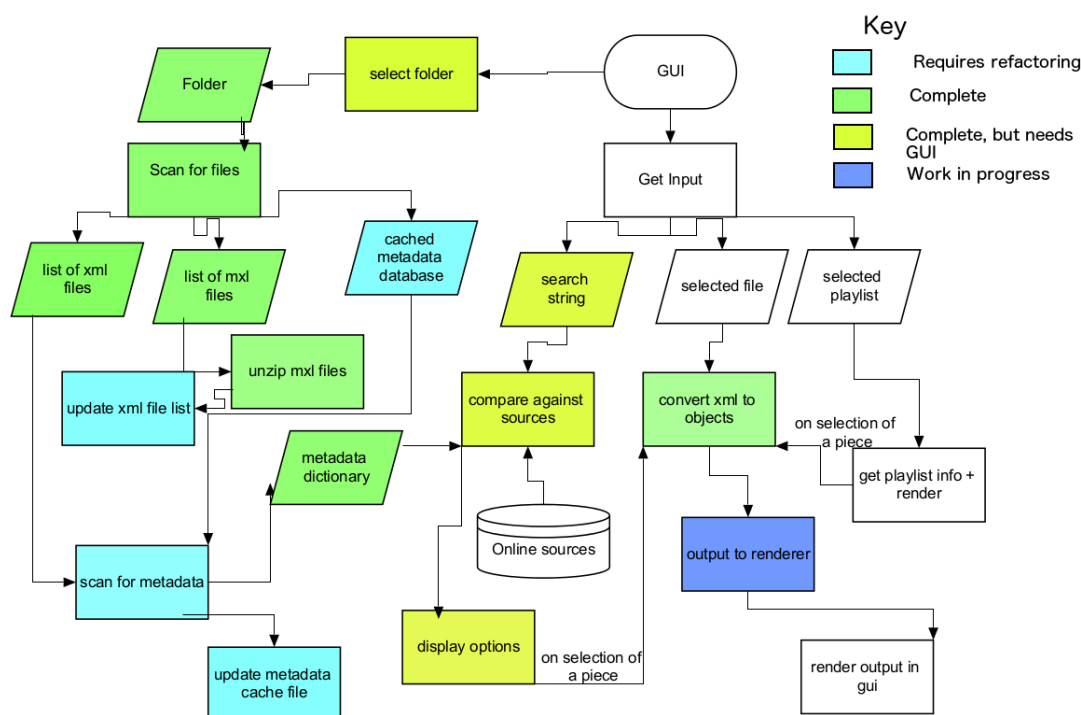 Key
Requires refactoring
Complete
Complete, but needs
GUI
Work in progress
GUI
select folder
Folder
Scan for files
Get Input
list of xml
files
list of mxl
files
cached
metadata
database
search
string
selected file
selected
playlist
unzip mxl files
update xml file list
compare against
sources
convert xml to
objects
on selection of
a piece
get playlist info +
render
metadata
dictionary
Online sources
output to renderer
scan for metadata
display options
on selection of
a piece
render output in
gui
update metadata
cache file